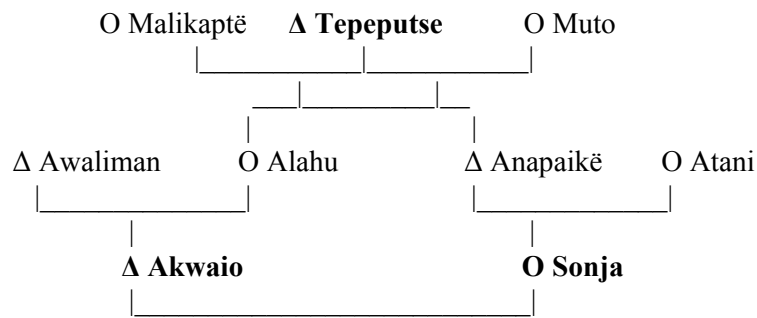 O Malikaptë Δ Tepeputse O Muto
Δ Awaliman O Alahu Δ Anapaikë O Atani
Δ Akwaio O Sonja